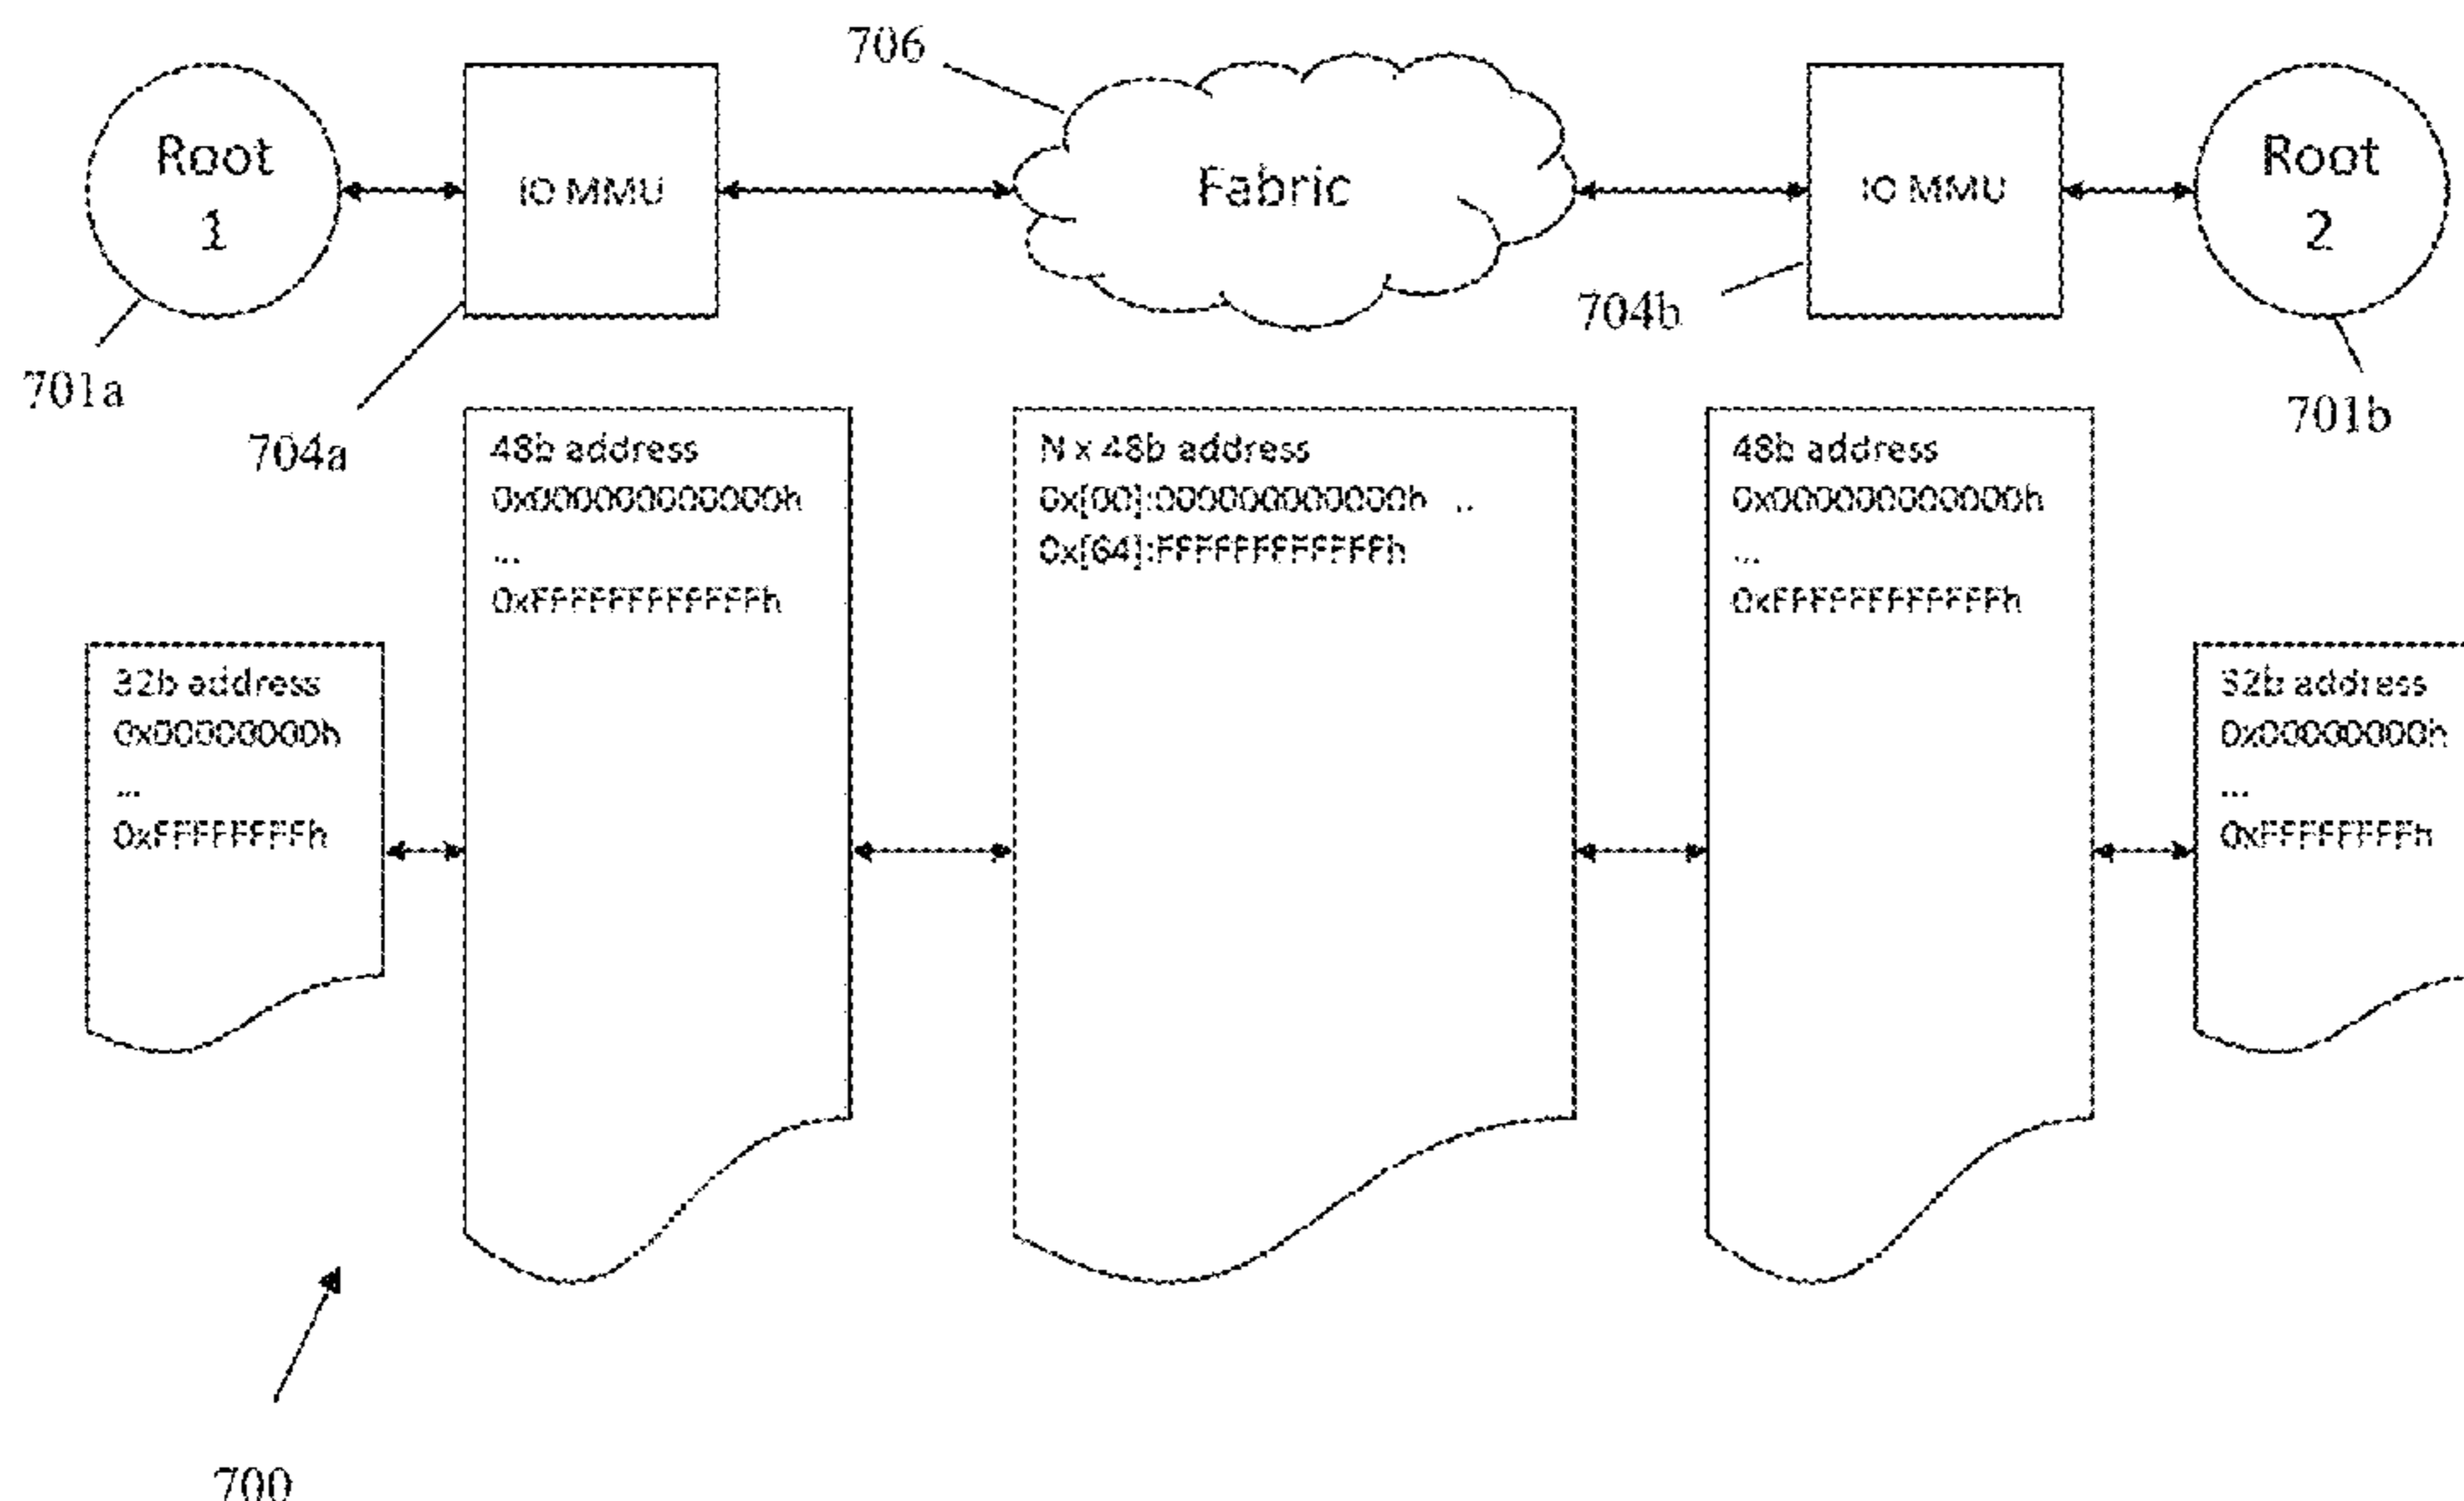 706
Root
1
IO MMU
Fabric
IO MMU
Root
2
701a
704a
704b
701b
48b address
0x000000000000h
...
0xFFFFFFFFFFFFh
N x 48b address
0x[00]:000000000000h ..
0x[64]:FFFFFFFFFFFFh
48b address
0x000000000000h
...
0xFFFFFFFFFFFFh
32b address
0x00000000h
...
0xFFFFFFFFh
32b address
0x00000000h
...
0xFFFFFFFFh
700